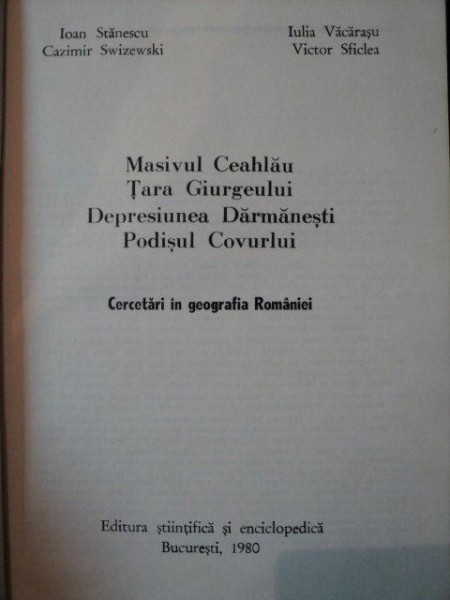 Ioan Stănescu
Cazimir Swizewski
Iulia Văcărașu
Victor Sficlea
Masivul Ceahlău
Țara Giurgeului
Depresiunea Dărmănești
Podișul Covurlui
Cercetări in geografia României
Editura științifică și enciclopedică
București, 1980